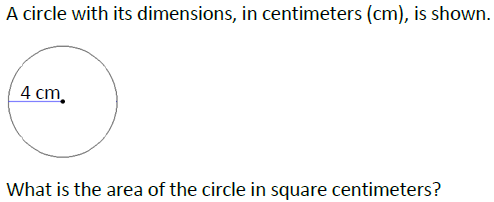 A circle with its dimensions, in centimeters (cm), is shown.
4 cm
What is the area of the circle in square centimeters?